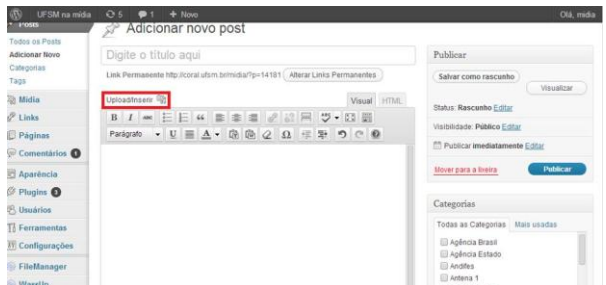 UFSM na mídia 5 1 + Novo Olá, mídia
Posts
Todos os Posts
Adicionar Novo
Categorias
Tags
Mídia
Links
Páginas
Comentários 1
Aparência
Plugins
Usuários
Ferramentas
Configurações
FileManager
Adicionar novo post
Digite o título aqui
Link Permanente: http://coral.ufsm.br/midia/?p=14181 Alterar Links Permanentes
Upload/Inserir
Visual HTML
B I ABC
Parágrafo U A Ω
Publicar
Salvar como rascunho
Visualizar
Status: Rascunho Editar
Visibilidade: Público Editar
Publicar imediatamente Editar
Mover para a lixeira
Publicar
Categorias
Todas as Categorias Mais usadas
Agência Brasil
Agência Estado
Andifes
Antena 1